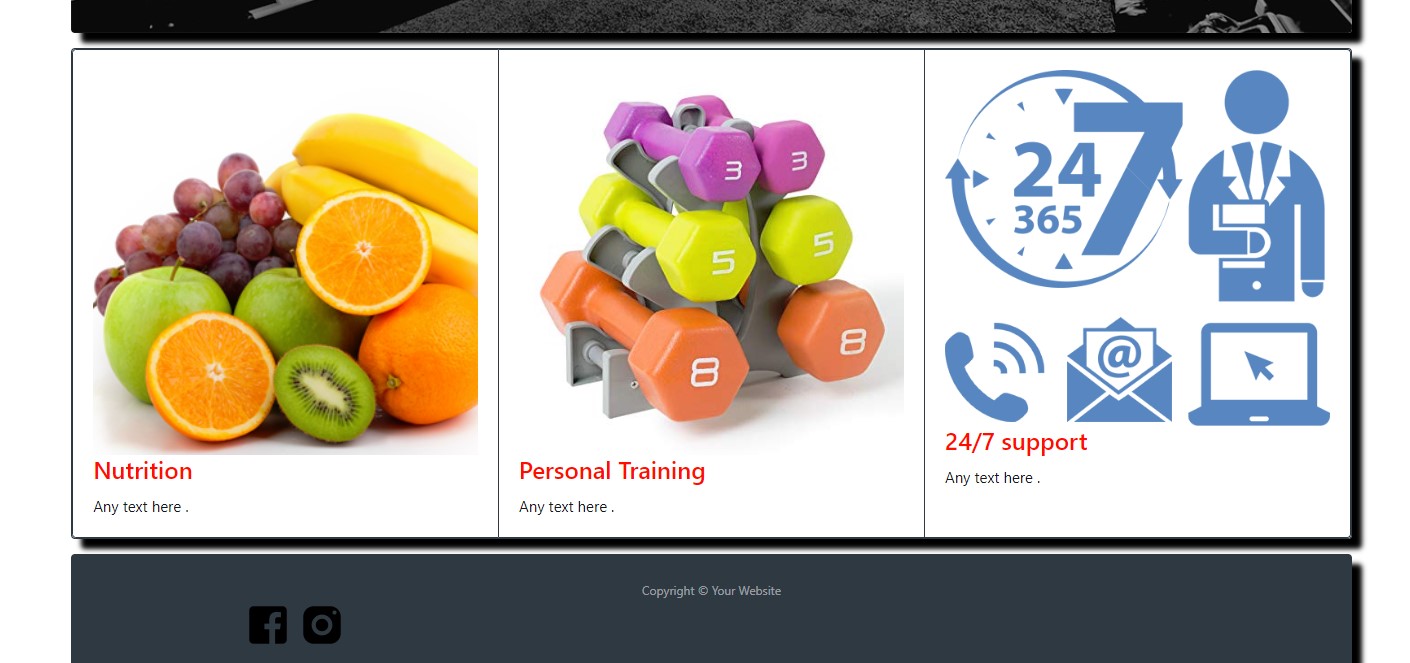 3
3
5
5
8
8
24
7
365
@
Nutrition
Any text here .
Personal Training
Any text here .
24/7 support
Any text here .
Copyright © Your Website